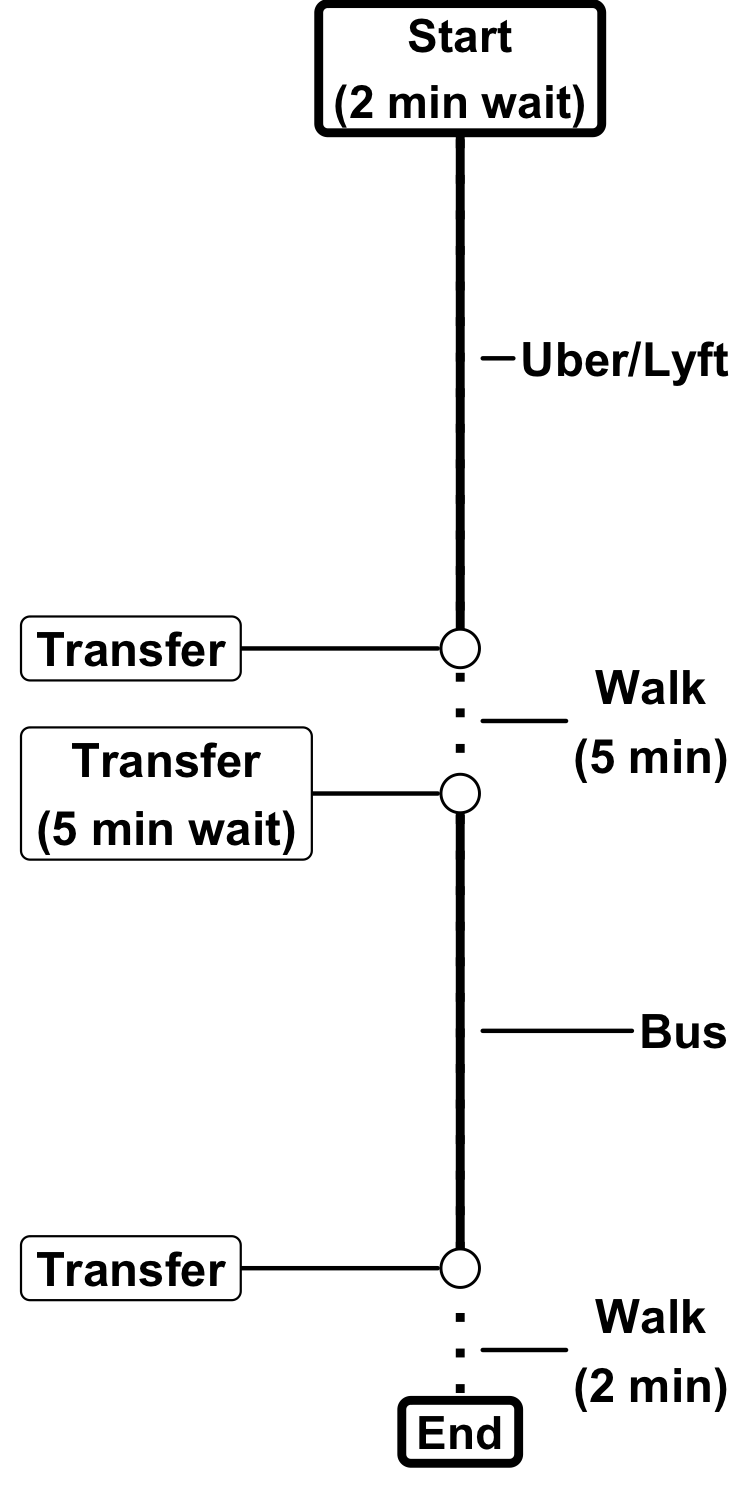 Start
(2 min wait)
Uber/Lyft
Transfer
Walk
(5 min)
Transfer
(5 min wait)
Bus
Transfer
Walk
(2 min)
End